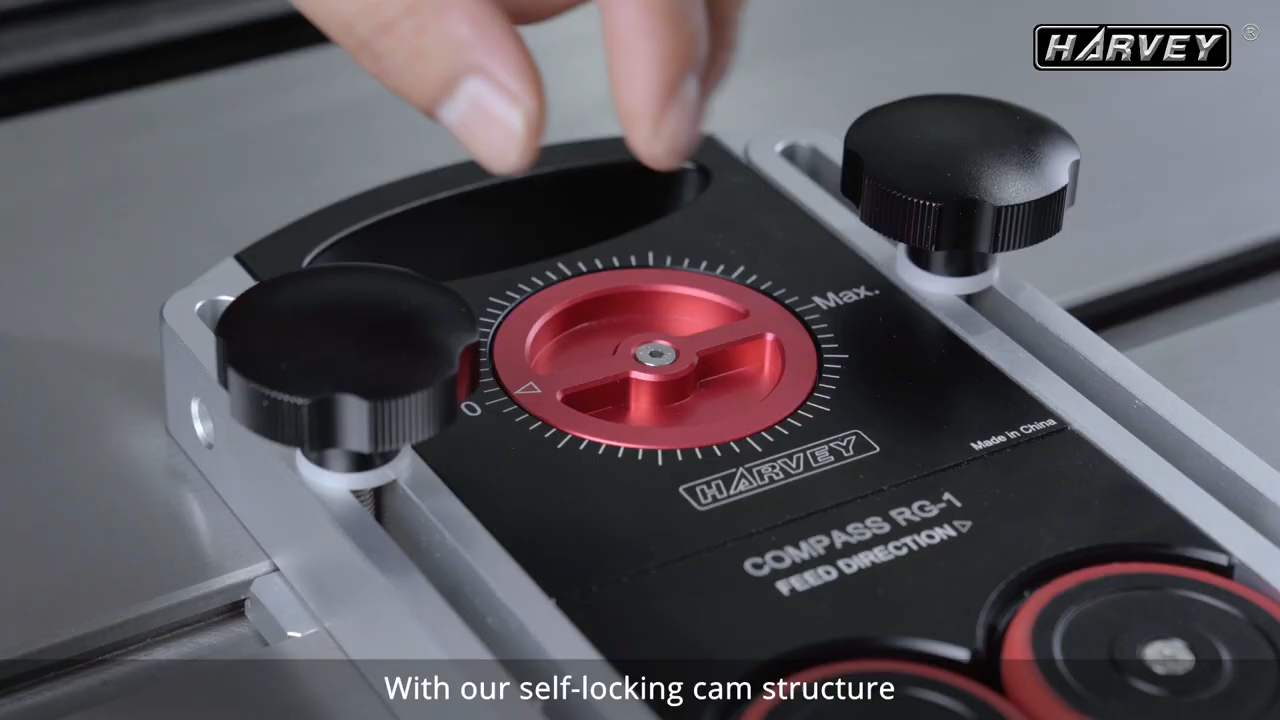 HARVEY ®
Max.
0
Made in China
HARVEY
COMPASS RG-1
FEED DIRECTION ▷
With our self-locking cam structure